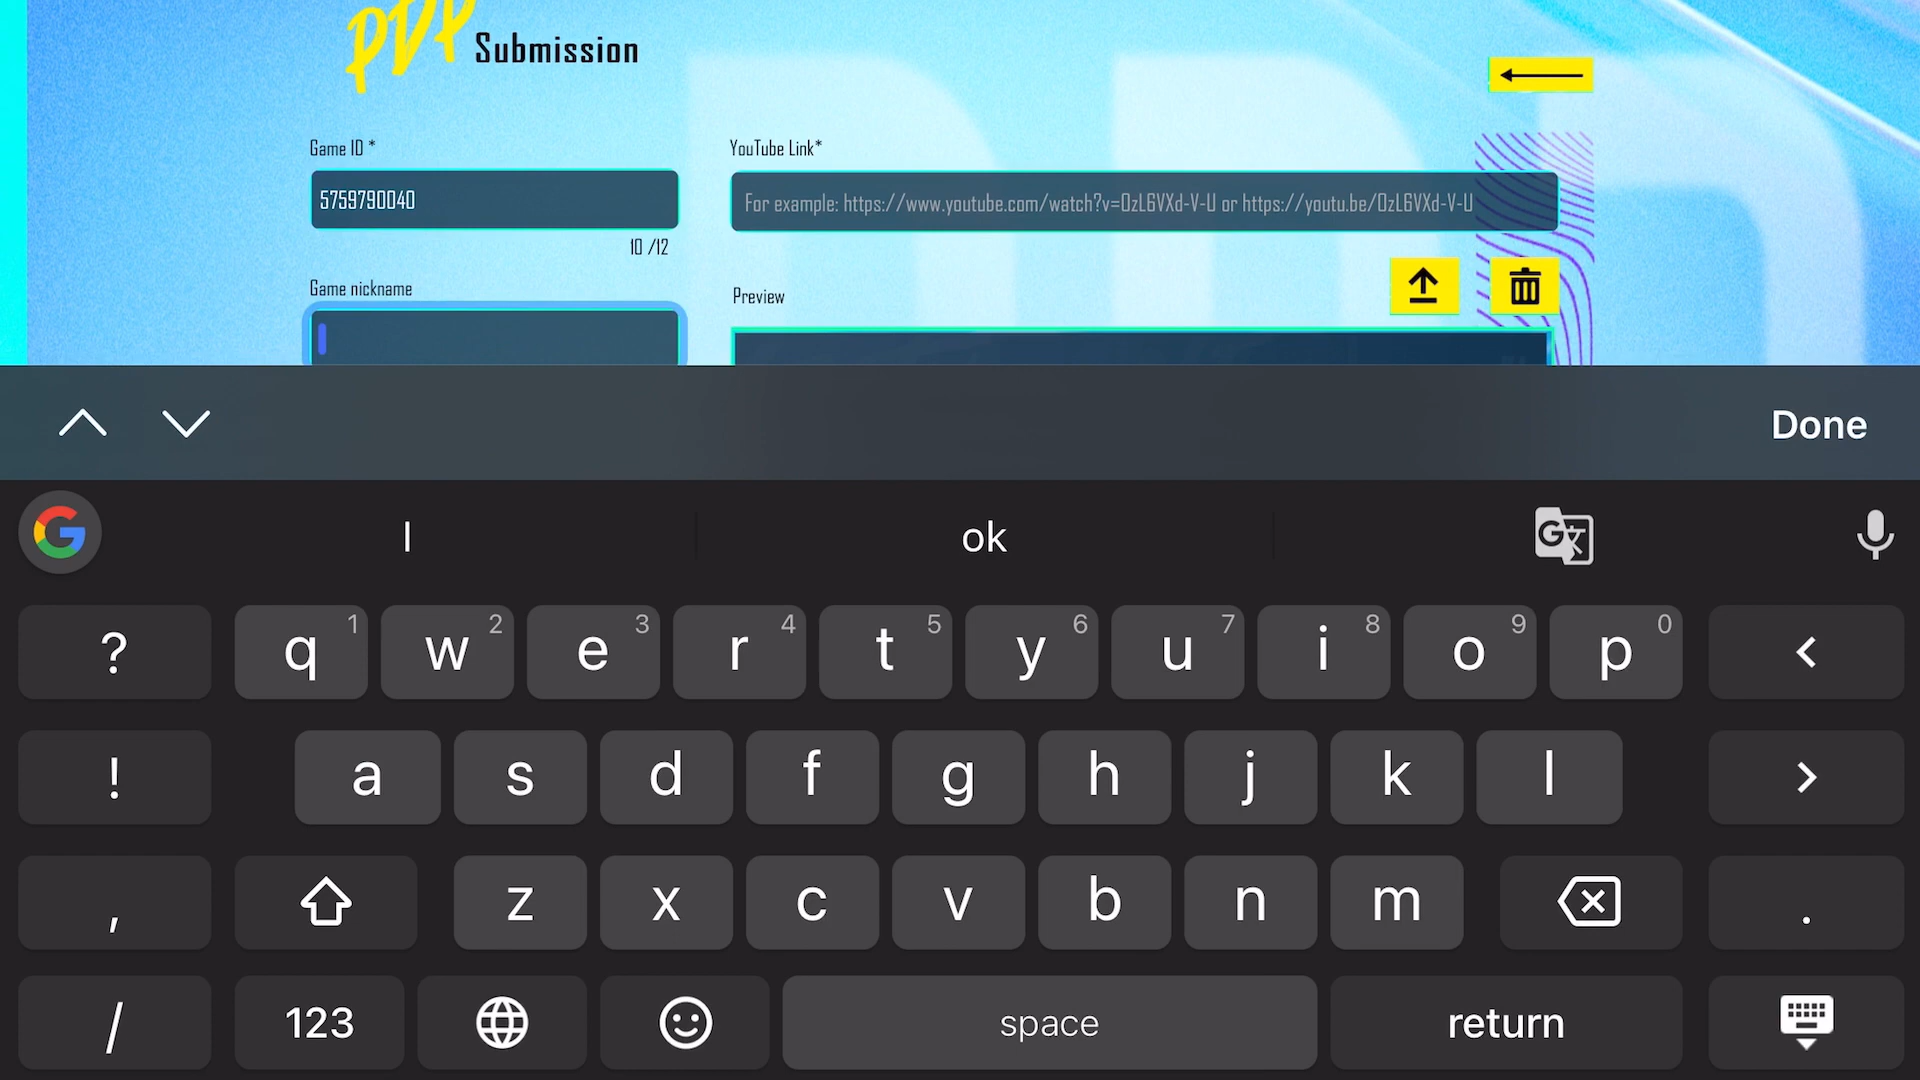 PDP Submission
Game ID *
YouTube Link*
5759790040
For example: https://www.youtube.com/watch?v=0zL6VXd-V-U or https://youtu.be/0zL6VXd-V-U
10 /12
Game nickname
Preview
Done
I
ok
? q 1 w 2 e 3 r 4 t 5 y 6 u 7 i 8 o 9 p 0 <
! a s d f g h j k l >
, z x c v b n m .
/ 123 space return